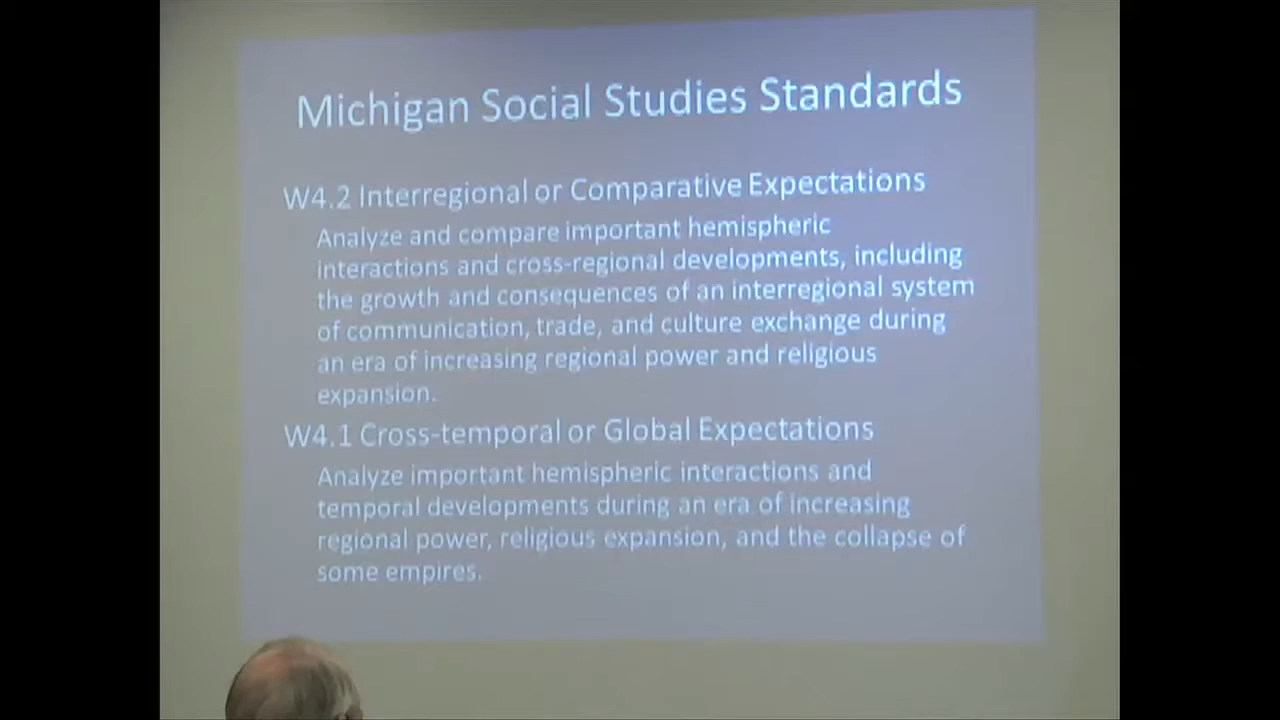 Michigan Social Studies Standards
W4.2 Interregional or Comparative Expectations
Analyze and compare important hemispheric
interactions and cross-regional developments, including
the growth and consequences of an interregional system
of communication, trade, and culture exchange during
an era of increasing regional power and religious
expansion.
W4.1 Cross-temporal or Global Expectations
Analyze important hemispheric interactions and
temporal developments during an era of increasing
regional power, religious expansion, and the collapse of
some empires.